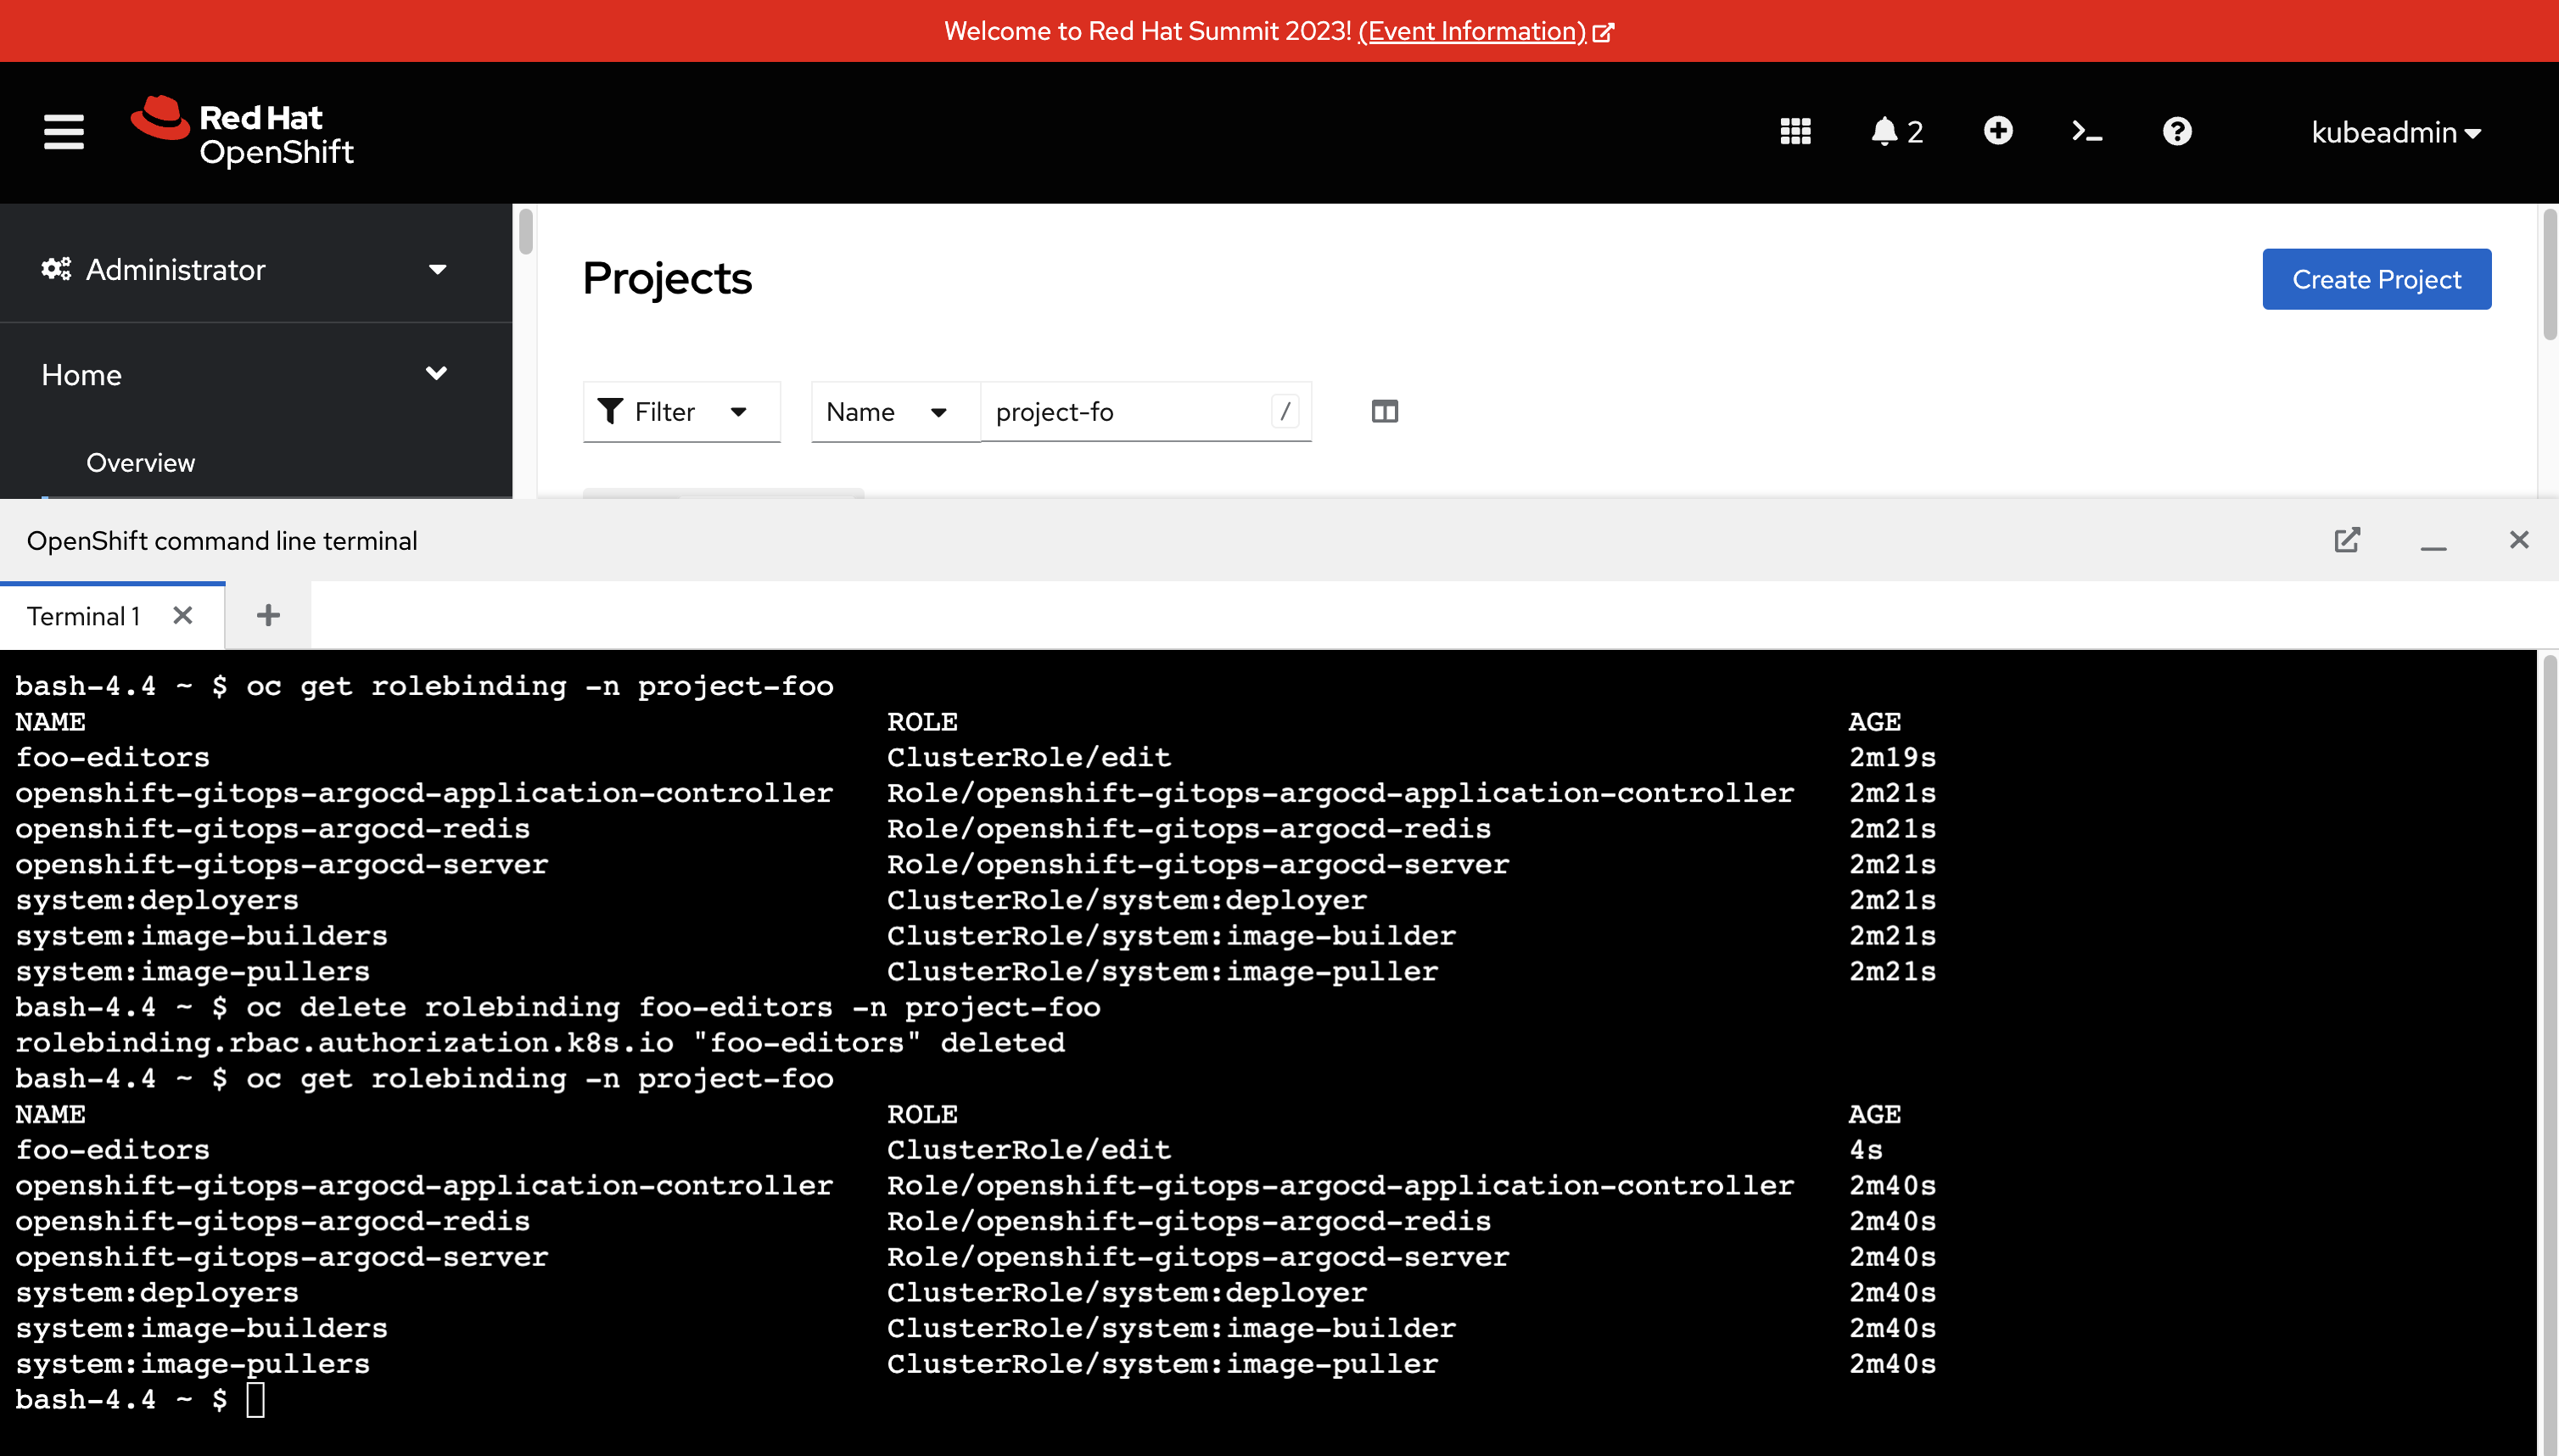 Welcome to Red Hat Summit 2023! (Event Information)
Red Hat
OpenShift
2
kubeadmin
Administrator
Home
Overview
Projects
Create Project
Filter
Name
project-fo
/
OpenShift command line terminal
Terminal 1
bash-4.4 ~ $ oc get rolebinding -n project-foo
NAME ROLE AGE
foo-editors ClusterRole/edit 2m19s
openshift-gitops-argocd-application-controller Role/openshift-gitops-argocd-application-controller 2m21s
openshift-gitops-argocd-redis Role/openshift-gitops-argocd-redis 2m21s
openshift-gitops-argocd-server Role/openshift-gitops-argocd-server 2m21s
system:deployers ClusterRole/system:deployer 2m21s
system:image-builders ClusterRole/system:image-builder 2m21s
system:image-pullers ClusterRole/system:image-puller 2m21s
bash-4.4 ~ $ oc delete rolebinding foo-editors -n project-foo
rolebinding.rbac.authorization.k8s.io "foo-editors" deleted
bash-4.4 ~ $ oc get rolebinding -n project-foo
NAME ROLE AGE
foo-editors ClusterRole/edit 4s
openshift-gitops-argocd-application-controller Role/openshift-gitops-argocd-application-controller 2m40s
openshift-gitops-argocd-redis Role/openshift-gitops-argocd-redis 2m40s
openshift-gitops-argocd-server Role/openshift-gitops-argocd-server 2m40s
system:deployers ClusterRole/system:deployer 2m40s
system:image-builders ClusterRole/system:image-builder 2m40s
system:image-pullers ClusterRole/system:image-puller 2m40s
bash-4.4 ~ $